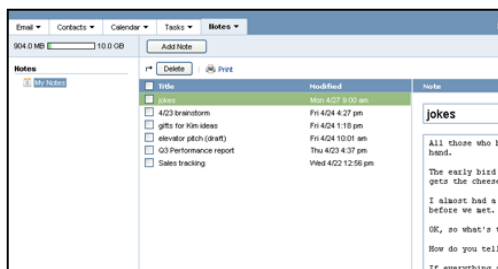 Email Contacts Calendar Tasks Notes
904.0 MB 10.0 GB Add Note
Notes
My Notes
Delete Print
Title Modified Note
jokes Mon 4/27 9:00 am
4/23 brainstorm Fri 4/24 4:27 pm
gifts for Kim ideas Fri 4/24 1:18 pm
elevator pitch (draft) Fri 4/24 10:01 am
Q3 Performance report Thu 4/23 4:37 pm
Sales tracking Wed 4/22 12:56 pm
jokes
All those who
hand.
The early bird
gets the cheese
I almost had a
before we met.
OK, so what's
How do you tell
If everything